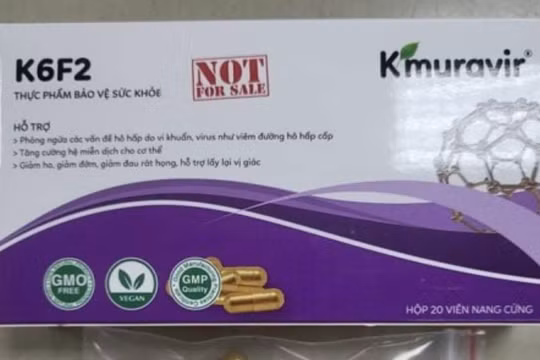 K6F2
THỰC PHẨM BẢO VỆ SỨC KHỎE
NOT
FOR SALE
K'muravir®
HỖ TRỢ
> Phòng ngừa các vấn đề hô hấp do vi khuẩn, virus như viêm đường hô hấp cấp
> Tăng cường hệ miễn dịch cho cơ thể
> Giảm ho, giảm đờm, giảm đau rát họng, hỗ trợ lấy lại vị giác
GMO
FREE
VEGAN
GMP
Quality
HỘP 20 VIÊN NANG CỨNG